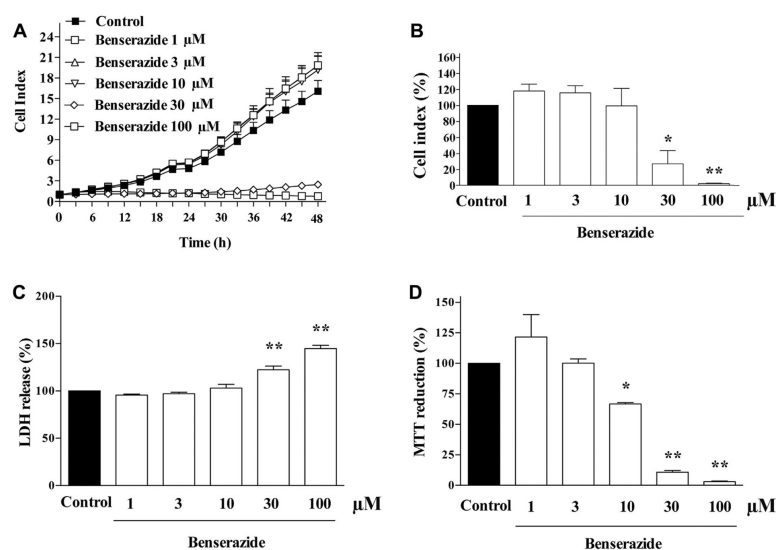 A
Control
Benserazide 1 µM
Benserazide 3 µM
Benserazide 10 µM
Benserazide 30 µM
Benserazide 100 µM
Cell Index
24
21
18
15
12
9
6
3
0
0 6 12 18 24 30 36 42 48
Time (h)
B
Cell index (%)
160
140
120
100
80
60
40
20
0
* **
Control 1 3 10 30 100 µM
Benserazide
C
LDH release (%)
200
150
100
50
0
** **
Control 1 3 10 30 100 µM
Benserazide
D
MTT reduction (%)
150
125
100
75
50
25
0
* ** **
Control 1 3 10 30 100 µM
Benserazide